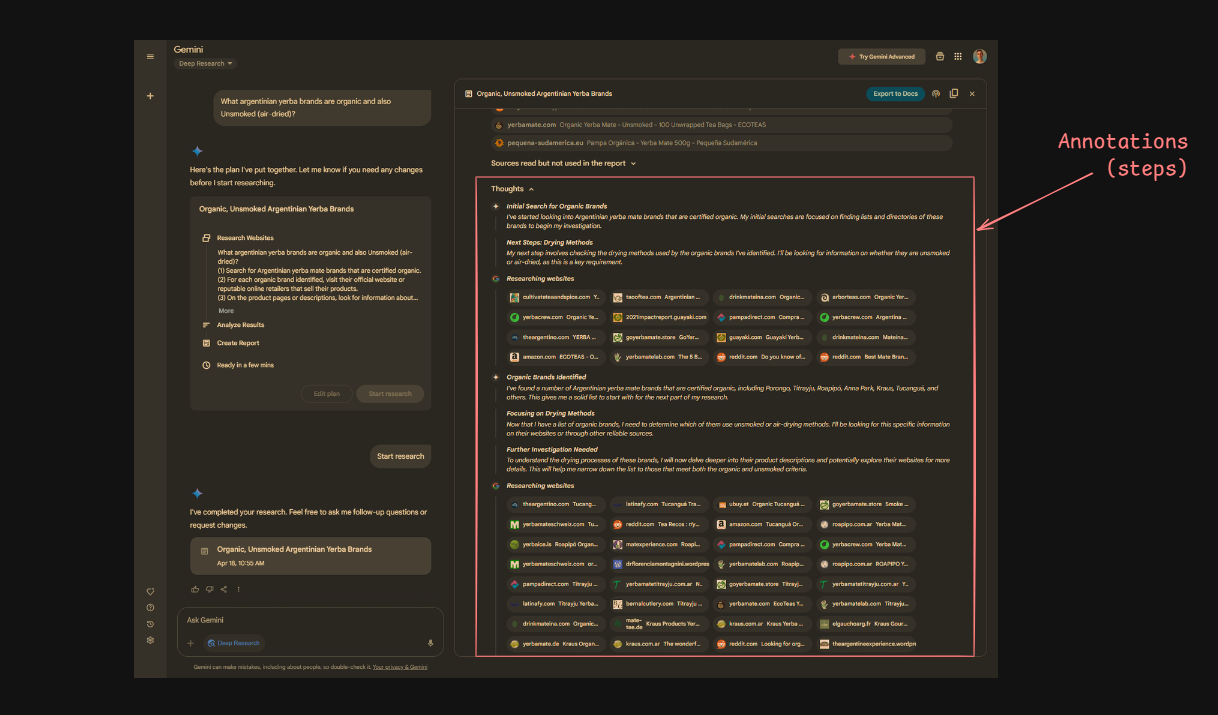 Gemini
Deep Research
Try Gemini Advanced
What argentinian yerba brands are organic and also
Unsmoked (air-dried)?
Here's the plan I've put together. Let me know if you need any changes
before I start researching.
Organic, Unsmoked Argentinian Yerba Brands
Research Websites
What argentinian yerba brands are organic and also Unsmoked (air-
dried)?
(1) Search for Argentinian yerba mate brands that are certified organic.
(2) For each organic brand identified, visit their official website or
reputable online retailers that sell their products.
(3) On the product pages or descriptions, look for information about...
More
Analyze Results
Create Report
Ready in a few mins
Edit plan
Start research
Start research
I've completed your research. Feel free to ask me follow-up questions or
request changes.
Organic, Unsmoked Argentinian Yerba Brands
Apr 18, 10:55 AM
Ask Gemini
Deep Research
Gemini can make mistakes, including about people, so double-check it. Your privacy & Gemini
Organic, Unsmoked Argentinian Yerba Brands
Export to Docs
yerbamate.com Organic Yerba Mate - Unsmoked - 100 Unwrapped Tea Bags - ECOTEAS
pequena-sudamerica.eu Pampa Orgánica - Yerba Mate 500g - Pequeña Sudamérica
Sources read but not used in the report
Thoughts
Initial Search for Organic Brands
I've started looking into Argentinian yerba mate brands that are certified organic. My initial searches are focused on finding lists and directories of these
brands to begin my investigation.
Next Steps: Drying Methods
My next step involves checking the drying methods used by the organic brands I've identified. I'll be looking for information on whether they are unsmoked
or air-dried, as this is a key requirement.
Researching websites
cultivateteaandspice.com Y... taooftea.com Argentinian ... drinkmateina.com Organic... arborteas.com Organic Yer...
yerbacrew.com Organic Ye... 2021impactreport.guayaki.com pampadirect.com Compra ... yerbacrew.com Argentina ...
theargentino.com YERBA ... goyerbamate.store GoYer... guayaki.com Guayaki Yerb... drinkmateina.com Mateina...
amazon.com ECOTEAS - O... yerbamatelab.com The 5 B... reddit.com Do you know of... reddit.com Best Mate Bran...
Organic Brands Identified
I've found a number of Argentinian yerba mate brands that are certified organic, including Porongo, Titrayju, Roapipó, Anna Park, Kraus, Tucanguá, and
others. This gives me a solid list to start with for the next part of my research.
Focusing on Drying Methods
Now that I have a list of organic brands, I need to determine which of them use unsmoked or air-drying methods. I'll be looking for this specific information
on their websites or through other reliable sources.
Further Investigation Needed
To understand the drying processes of these brands, I will now delve deeper into their product descriptions and potentially explore their websites for more
details. This will help me narrow down the list to those that meet both the organic and unsmoked criteria.
Researching websites
theargentino.com Tucang... latinafy.com Tucanguá Tra... ubuy.et Organic Tucanguá ... goyerbamate.store Smoke ...
yerbamateschweiz.com Tu... reddit.com Tea Recos : r/y... amazon.com Tucanguá Or... roapipo.com.ar Yerba Mat...
yerbaice.is Roapipó Organ... matexperience.com Roapi... pampadirect.com Compra ... yerbacrew.com Yerba Mat...
yerbamateschweiz.com or... drflorenciamontagnini.wordpress yerbamatelab.com Roapip... roapipo.com.ar ROAPIPO Y...
pampadirect.com Titrayju ... yerbamatetitrayju.com.ar N... goyerbamate.store Titrayj... yerbamatetitrayju.com.ar Y...
latinafy.com Titrayju Yerba... bernalcutlery.com Titrayju ... yerbamate.com EcoTeas Y... yerbamatelab.com Titrayju...
drinkmateina.com Organic... mate-tee.de Kraus Products Yer... kraus.com.ar Kraus Yerba ... elgauchoarg.fr Kraus Gour...
yerbamate.de Kraus Organ... kraus.com.ar The wonderf... reddit.com Looking for org... theargentineexperience.wordpr
Annotations
(steps)